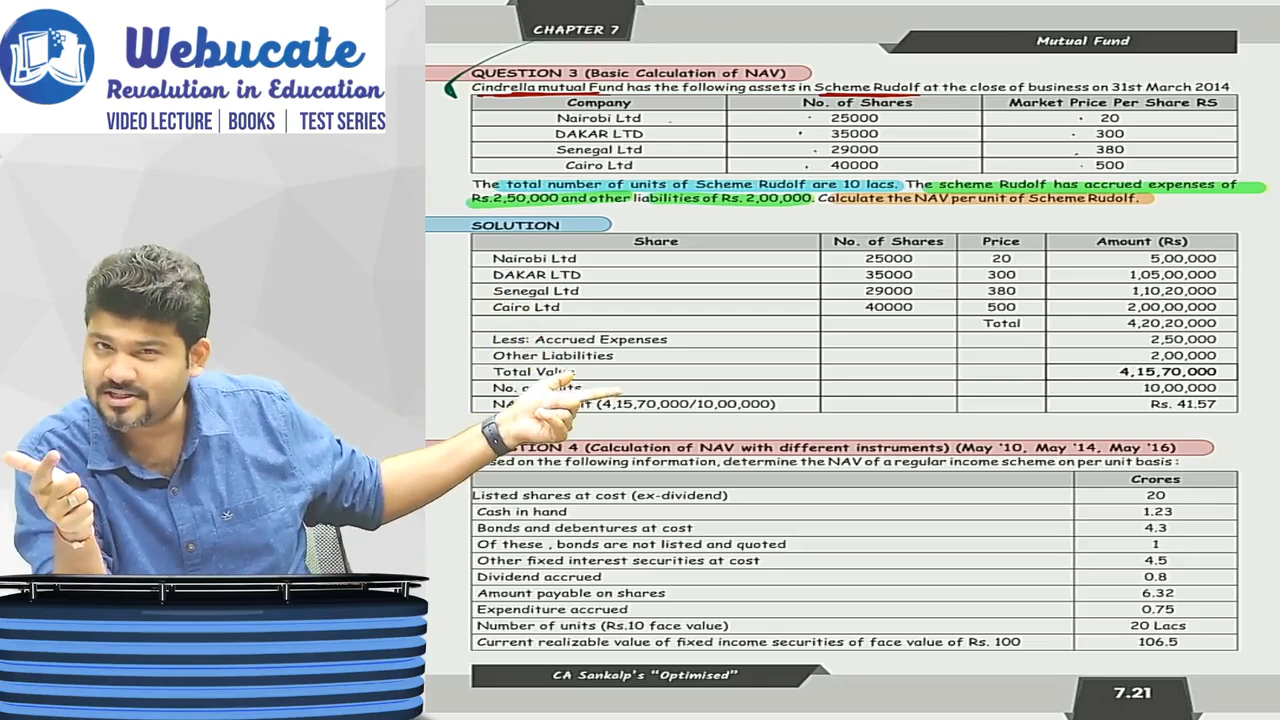 Webucate
Revolution in Education
VIDEO LECTURE | BOOKS | TEST SERIES
CHAPTER 7
Mutual Fund
QUESTION 3 (Basic Calculation of NAV)
Cindrella mutual Fund has the following assets in Scheme Rudolf at the close of business on 31st March 2014
Company No. of Shares Market Price Per Share RS
Nairobi Ltd 25000 20
DAKAR LTD 35000 300
Senegal Ltd 29000 380
Cairo Ltd 40000 500
The total number of units of Scheme Rudolf are 10 lacs. The scheme Rudolf has accrued expenses of
Rs.2,50,000 and other liabilities of Rs. 2,00,000. Calculate the NAV per unit of Scheme Rudolf.
SOLUTION
Share No. of Shares Price Amount (Rs)
Nairobi Ltd 25000 20 5,00,000
DAKAR LTD 35000 300 1,05,00,000
Senegal Ltd 29000 380 1,10,20,000
Cairo Ltd 40000 500 2,00,00,000
Total 4,20,20,000
Less: Accrued Expenses 2,50,000
Other Liabilities 2,00,000
Total 4,15,70,000
No. 10,00,000
(4,15,70,000/10,00,000) Rs. 41.57
4 (Calculation of NAV with different instruments) (May '10, May '14, May '16)
on the following information, determine the NAV of a regular income scheme on per unit basis :
Crores
Listed shares at cost (ex-dividend) 20
Cash in hand 1.23
Bonds and debentures at cost 4.3
Of these , bonds are not listed and quoted 1
Other fixed interest securities at cost 4.5
Dividend accrued 0.8
Amount payable on shares 6.32
Expenditure accrued 0.75
Number of units (Rs.10 face value) 20 Lacs
Current realizable value of fixed income securities of face value of Rs. 100 106.5
CA Sankalp's "Optimised"
7.21